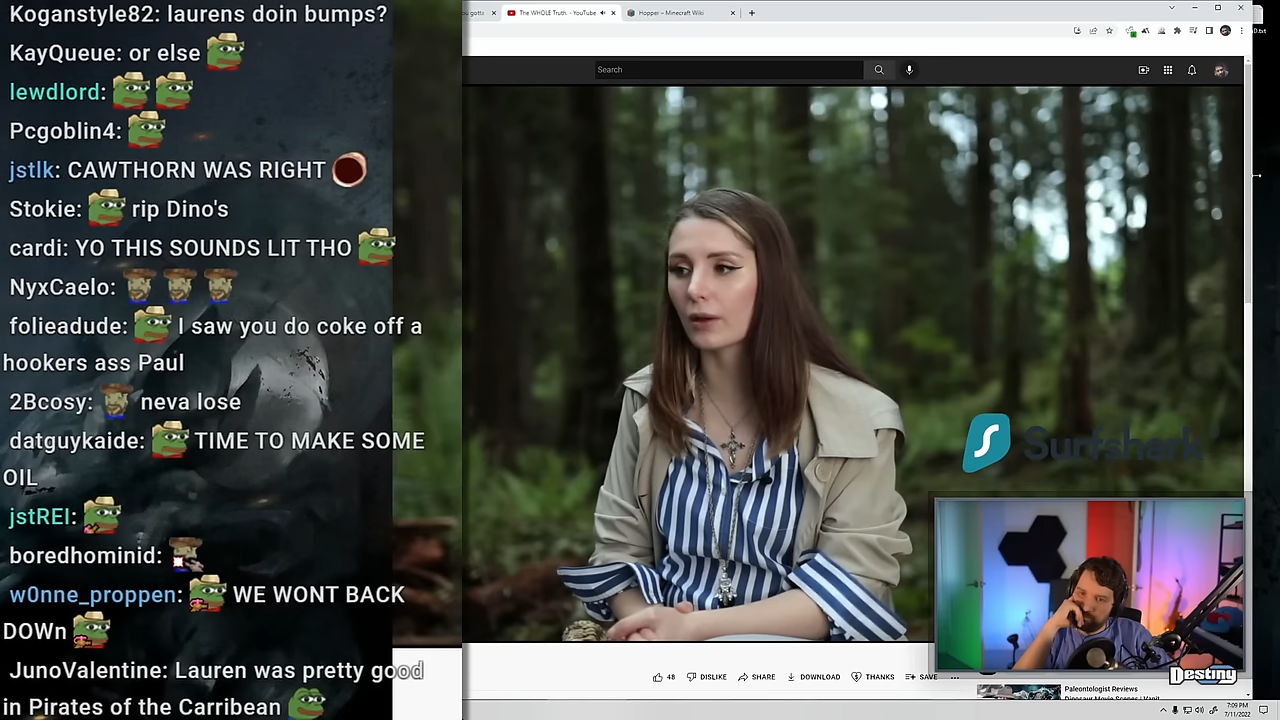 Koganstyle82: laurens doin bumps?
KayQueue: or else
lewdlord:
Pcgoblin4:
jstlk: CAWTHORN WAS RIGHT
Stokie: rip Dino's
cardi: YO THIS SOUNDS LIT THO
NyxCaelo:
folieadude: I saw you do coke off a
hookers ass Paul
2Bcosy: neva lose
datguykaide: TIME TO MAKE SOME
OIL
jstREI:
boredhominid:
w0nne_proppen: WE WONT BACK
DOWn
JunoValentine: Lauren was pretty good
in Pirates of the Carribean
The WHOLE Truth. - YouTube
Hopper – Minecraft Wiki
Search
Surfshark
Destiny
48
DISLIKE
SHARE
DOWNLOAD
THANKS
SAVE
Paleontologist Reviews
7:09 PM
7/11/2022